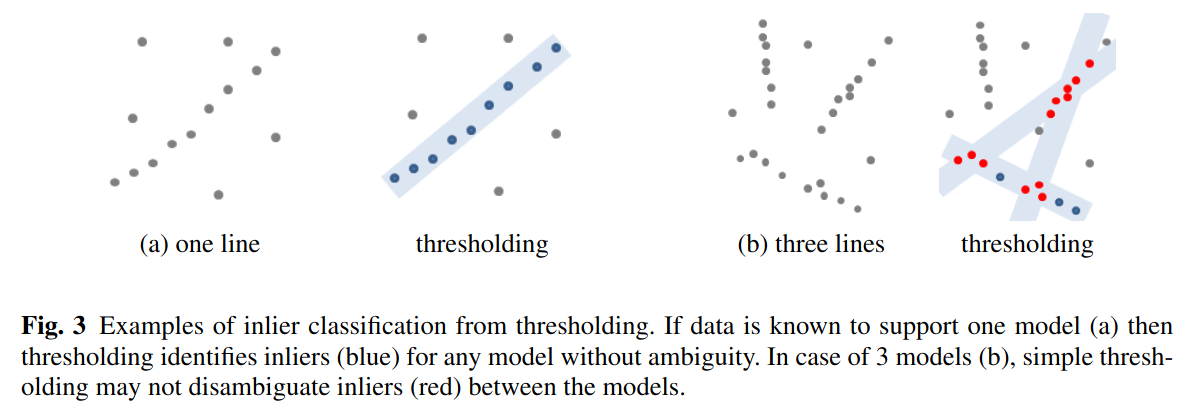 (a) one line thresholding (b) three lines thresholding
Fig. 3 Examples of inlier classification from thresholding. If data is known to support one model (a) then
thresholding identifies inliers (blue) for any model without ambiguity. In case of 3 models (b), simple thresh-
olding may not disambiguate inliers (red) between the models.